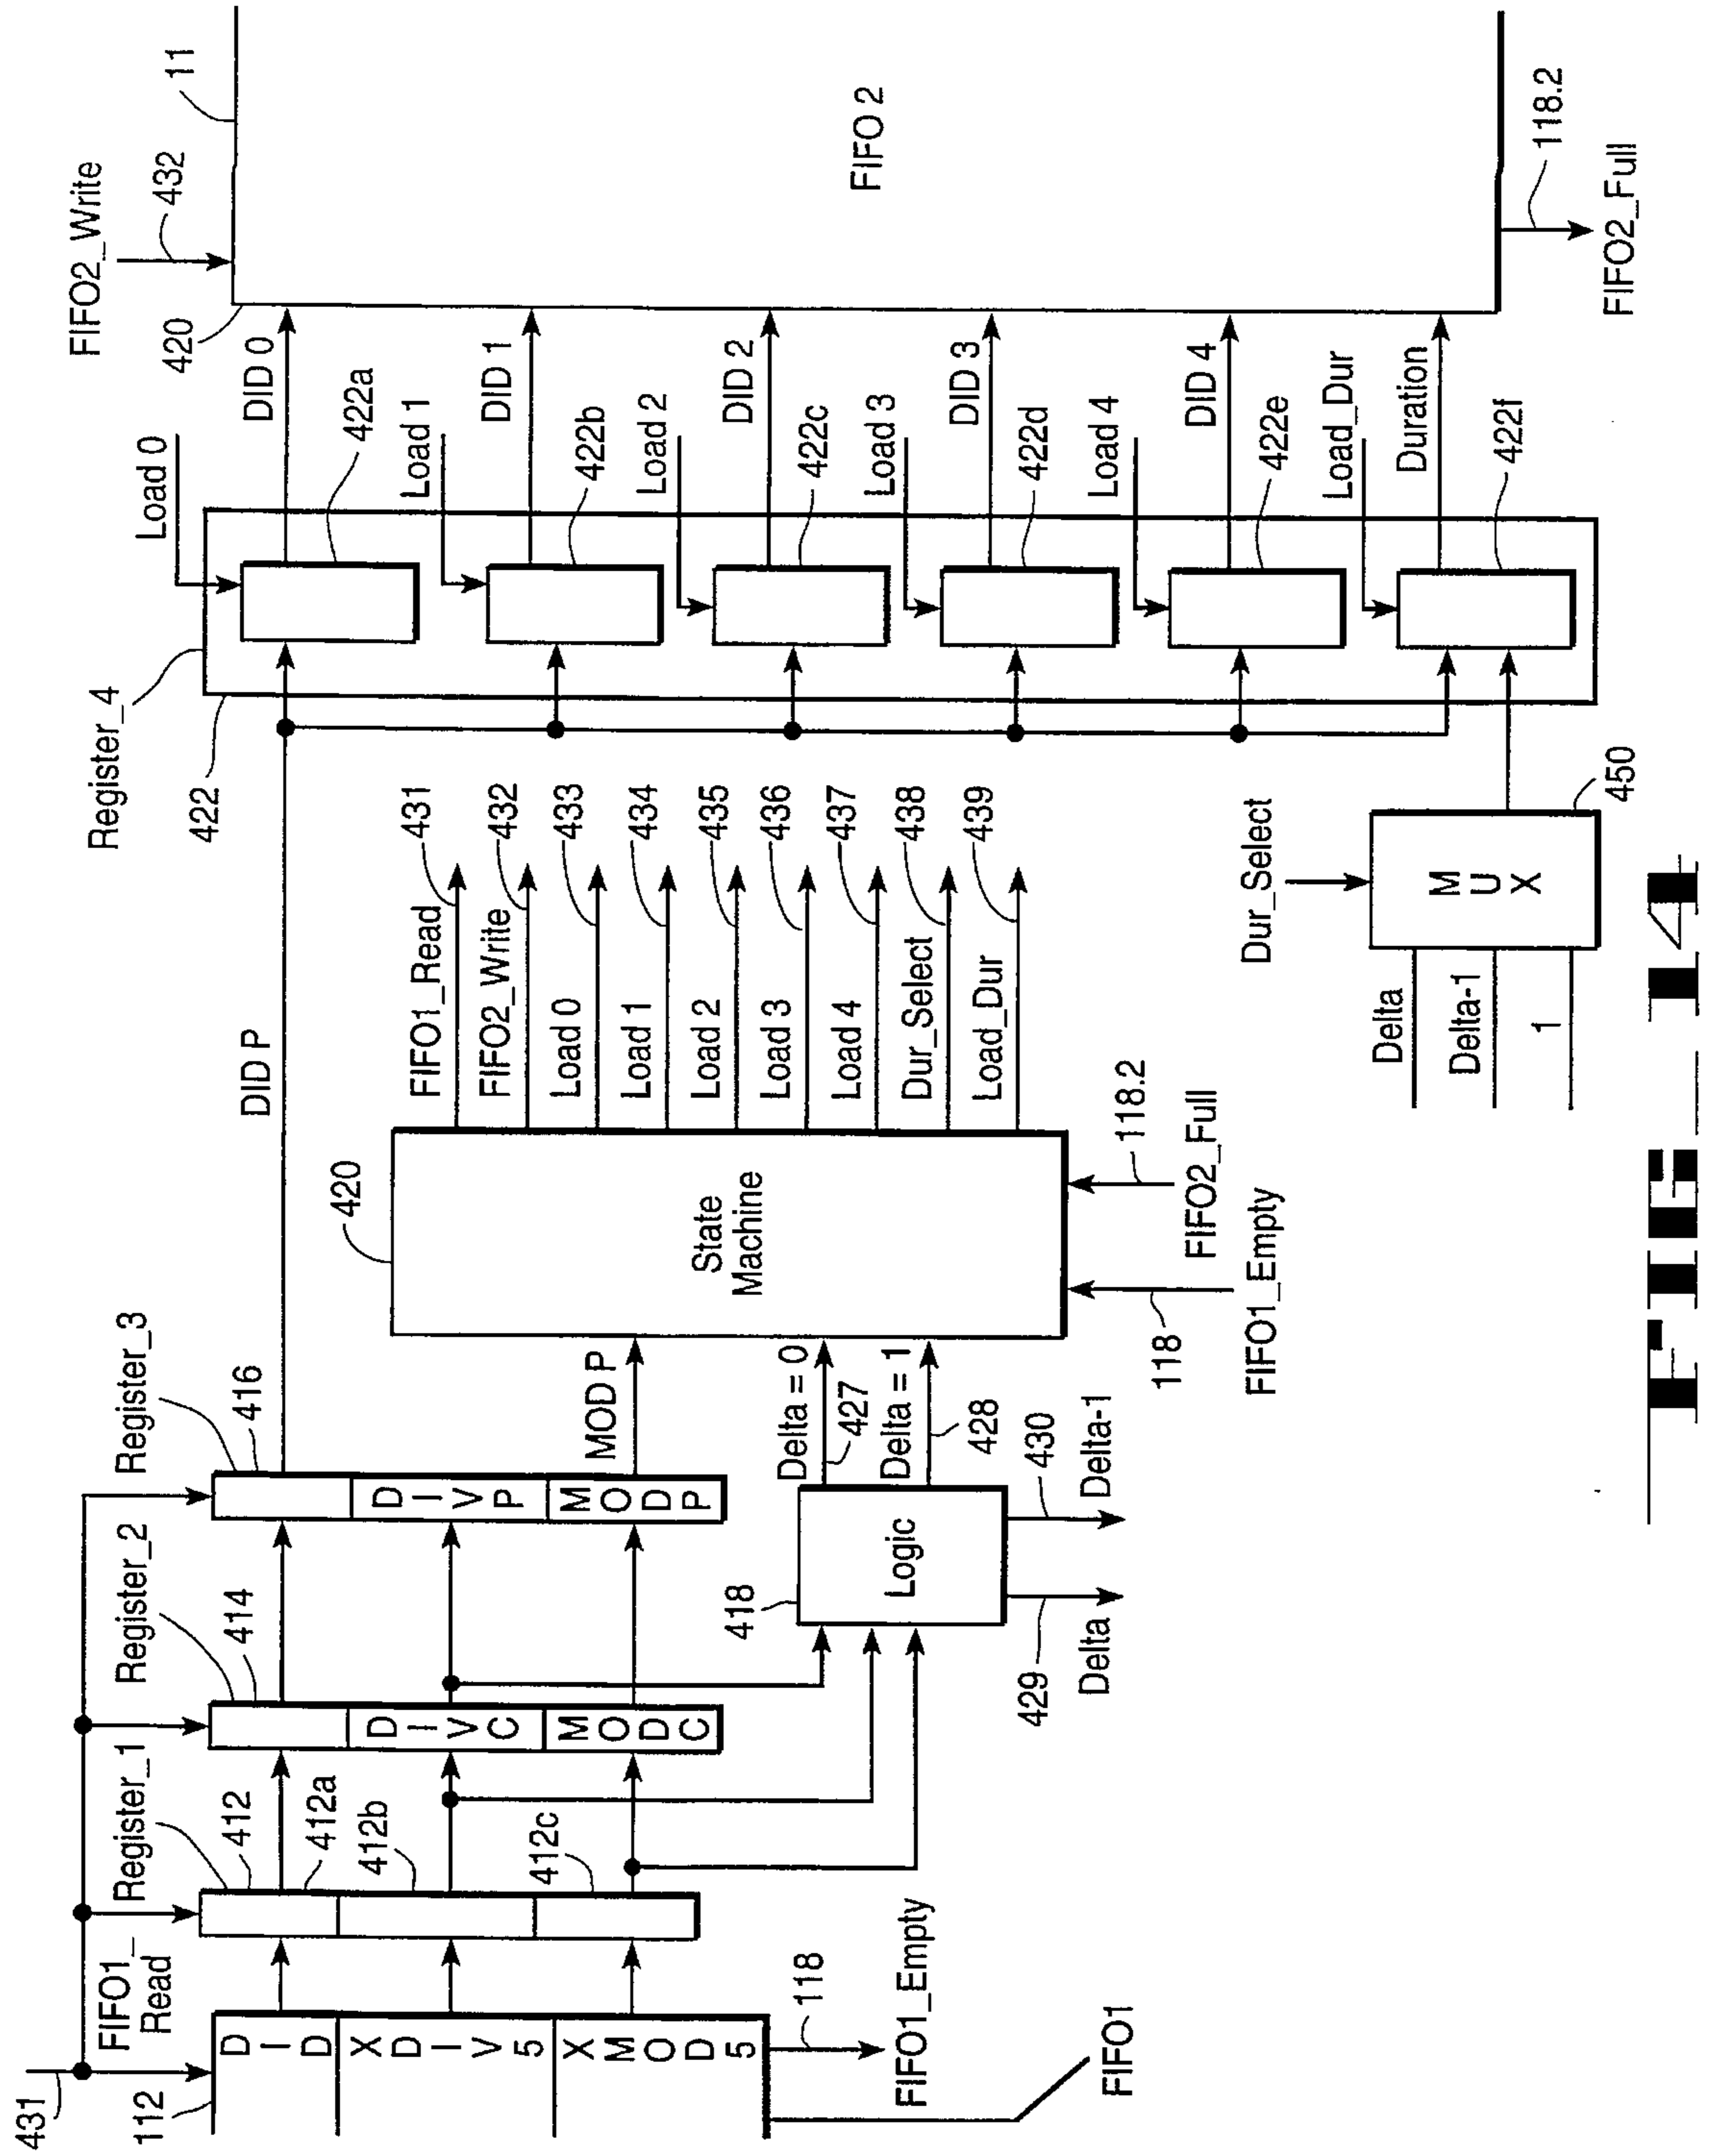 431
112
FIFO1_
Read
DID
XDIV5
XMOD5
118
FIFO1_Empty
FIFO1
Register_1
412
412a
412b
412c
Register_2
414
DIVC
MODC
Register_3
416
DIVP
MODP
418
Logic
429
Delta
430
Delta-1
Delta = 0
427
Delta = 1
428
MOD P
DID P
420
State
Machine
118
FIFO1_Empty
118.2
FIFO2_Full
FIFO1_Read
431
FIFO2_Write
432
Load 0
433
Load 1
434
Load 2
435
Load 3
436
Load 4
437
Dur_Select
438
Load_Dur
439
Delta
Delta-1
1
Dur_Select
MUX
450
Register_4
422
Load 0
422a
DID 0
Load 1
422b
DID 1
Load 2
422c
DID 2
Load 3
422d
DID 3
Load 4
422e
DID 4
Load_Dur
422f
Duration
420
FIFO2_Write
432
11
FIFO 2
118.2
FIFO2_Full
FIG_14